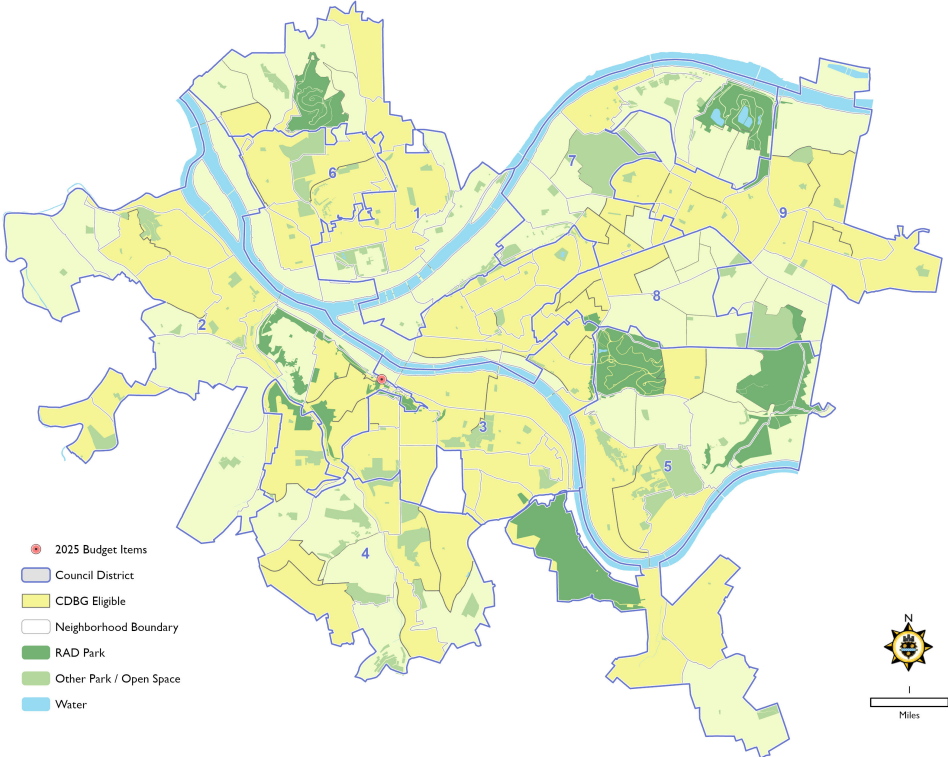 6
1
7
9
8
2
3
5
4
2025 Budget Items
Council District
CDBG Eligible
Neighborhood Boundary
RAD Park
Other Park / Open Space
Water
N
1
Miles